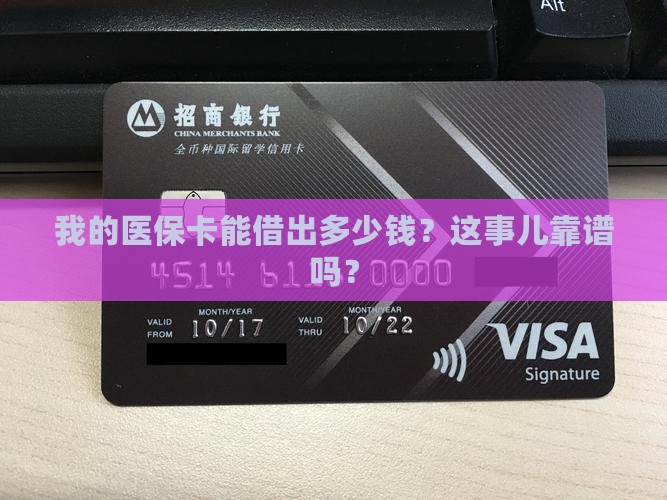 Alt
招商银行
CHINA MERCHANTS BANK
全币种国际留学信用卡
我的医保卡能借出多少钱？这事儿靠谱
吗？
4514 0000
MONTH/YEAR MONTH/YEAR
VALID FROM 10/17 VALID THRU 10/22
VISA
Signature